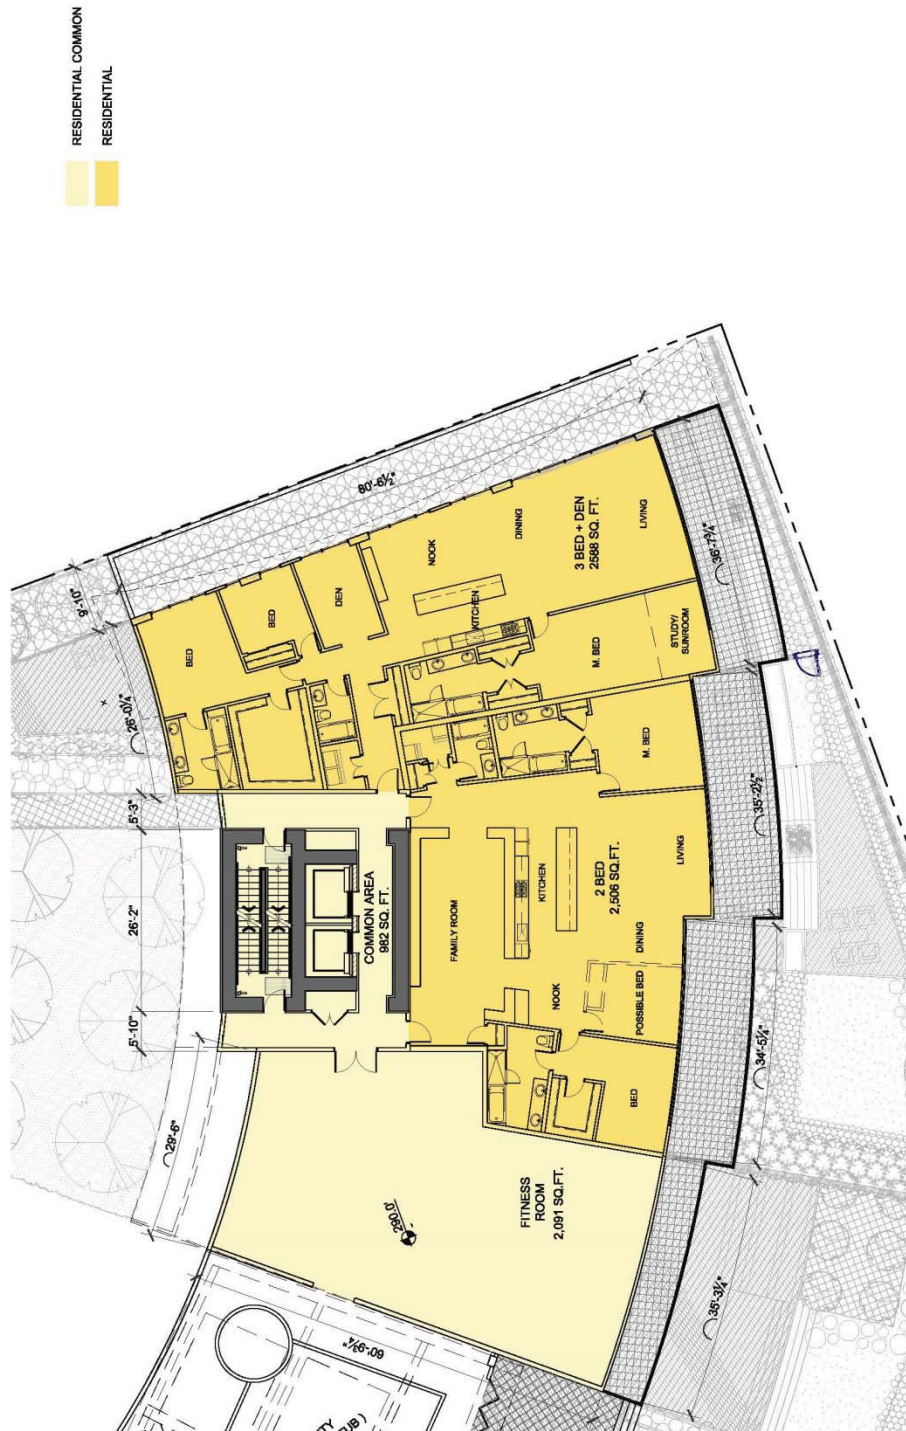 RESIDENTIAL COMMON
RESIDENTIAL
9'-10"
80'-6½"
26'-0¼"
5'-3"
26'-2"
5'-10"
29'-6"
BED
BED
DEN
NOOK
DINING
KITCHEN
3 BED + DEN
2588 SQ. FT.
LIVING
M. BED
STUDY/
SUNROOM
36'-7¾"
COMMON AREA
982 SQ. FT.
FAMILY ROOM
KITCHEN
M. BED
2 BED
2,506 SQ.FT.
LIVING
DINING
NOOK
POSSIBLE BED
BED
35'-2½"
34'-5¼"
290.0'
FITNESS
ROOM
2,091 SQ.FT.
60'-9¾"
35'-3¼"
TUB )